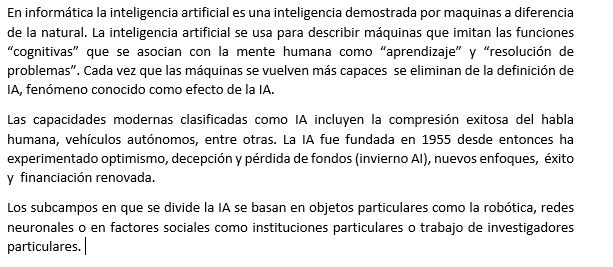 En informática la inteligencia artificial es una inteligencia demostrada por maquinas a diferencia
de la natural. La inteligencia artificial se usa para describir máquinas que imitan las funciones
“cognitivas” que se asocian con la mente humana como “aprendizaje” y “resolución de
problemas”. Cada vez que las máquinas se vuelven más capaces  se eliminan de la definición de
IA, fenómeno conocido como efecto de la IA.
Las capacidades modernas clasificadas como IA incluyen la compresión exitosa del habla
humana, vehículos autónomos, entre otras. La IA fue fundada en 1955 desde entonces ha
experimentado optimismo, decepción y pérdida de fondos (invierno AI), nuevos enfoques,  éxito
y  financiación renovada.
Los subcampos en que se divide la IA se basan en objetos particulares como la robótica, redes
neuronales o en factores sociales como instituciones particulares o trabajo de investigadores
particulares.